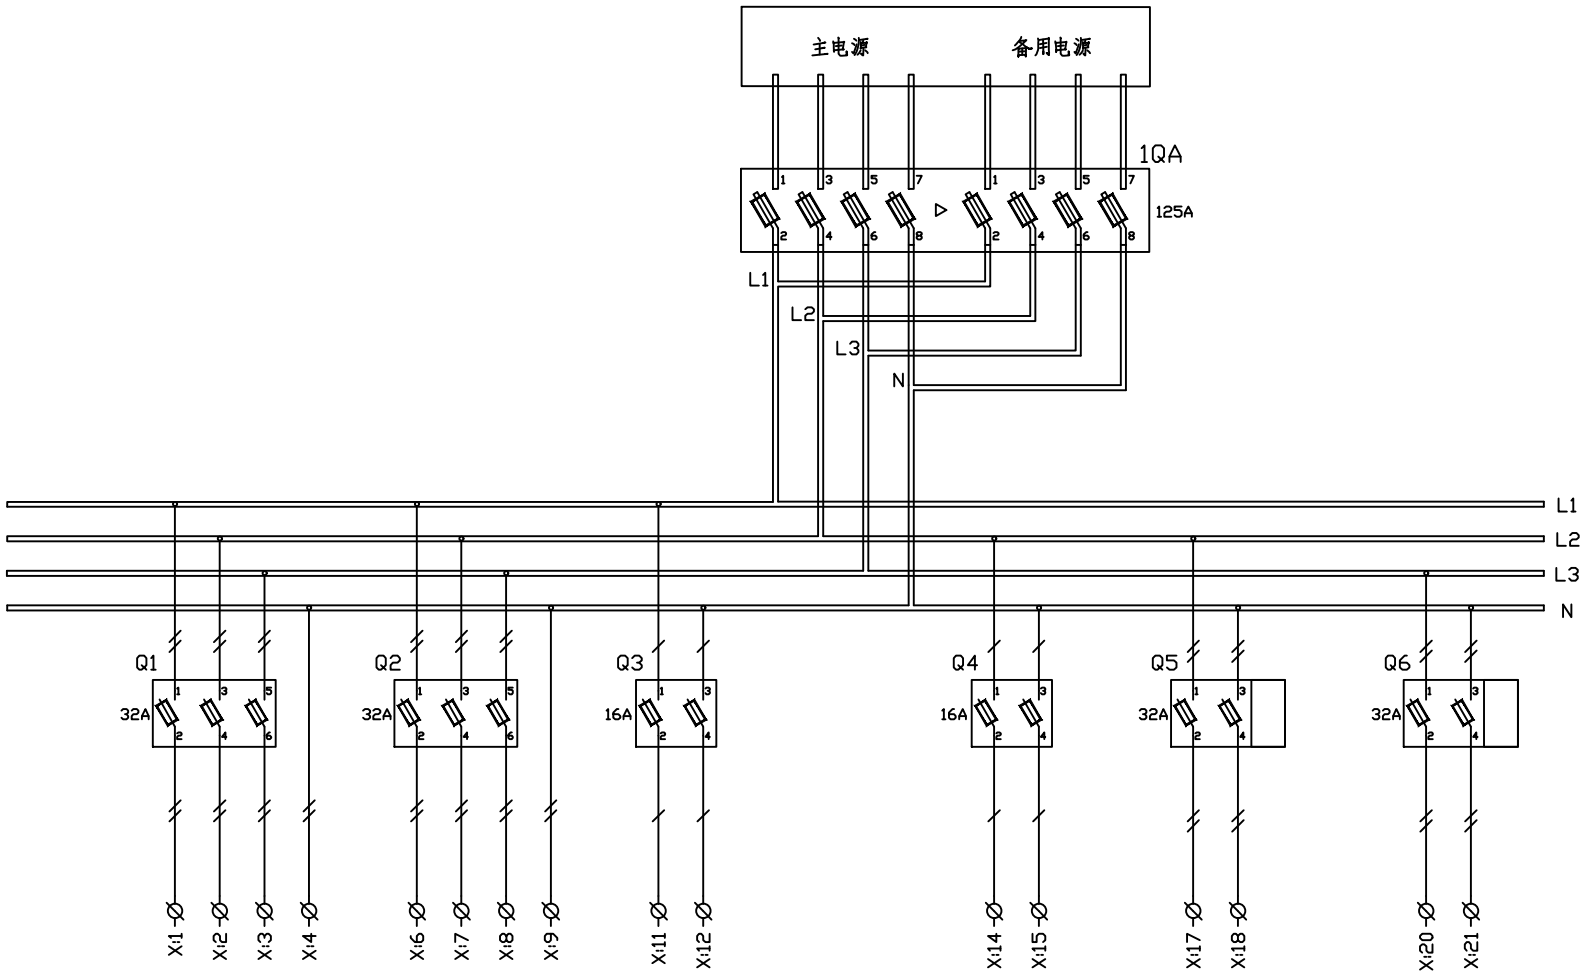 主电源 备用电源
1QA
1 3 5 7 1 3 5 7
125A
2 4 6 8 2 4 6 8
L1
L2
L3
N
L1
L2
L3
N
Q1 Q2 Q3 Q4 Q5 Q6
1 3 5 1 3 5 1 3 1 3 1 3 1 3
32A 32A 16A 16A 32A 32A
2 4 6 2 4 6 2 4 2 4 2 4 2 4
X:1 X:2 X:3 X:4 X:6 X:7 X:8 X:9 X:11 X:12 X:14 X:15 X:17 X:18 X:20 X:21